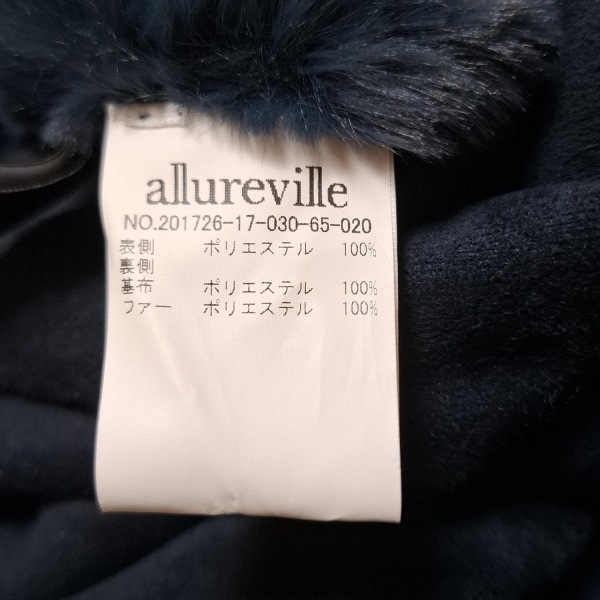 allureville
NO.201726-17-030-65-020
表側 ポリエステル 100%
裏側
基布 ポリエステル 100%
ファー ポリエステル 100%